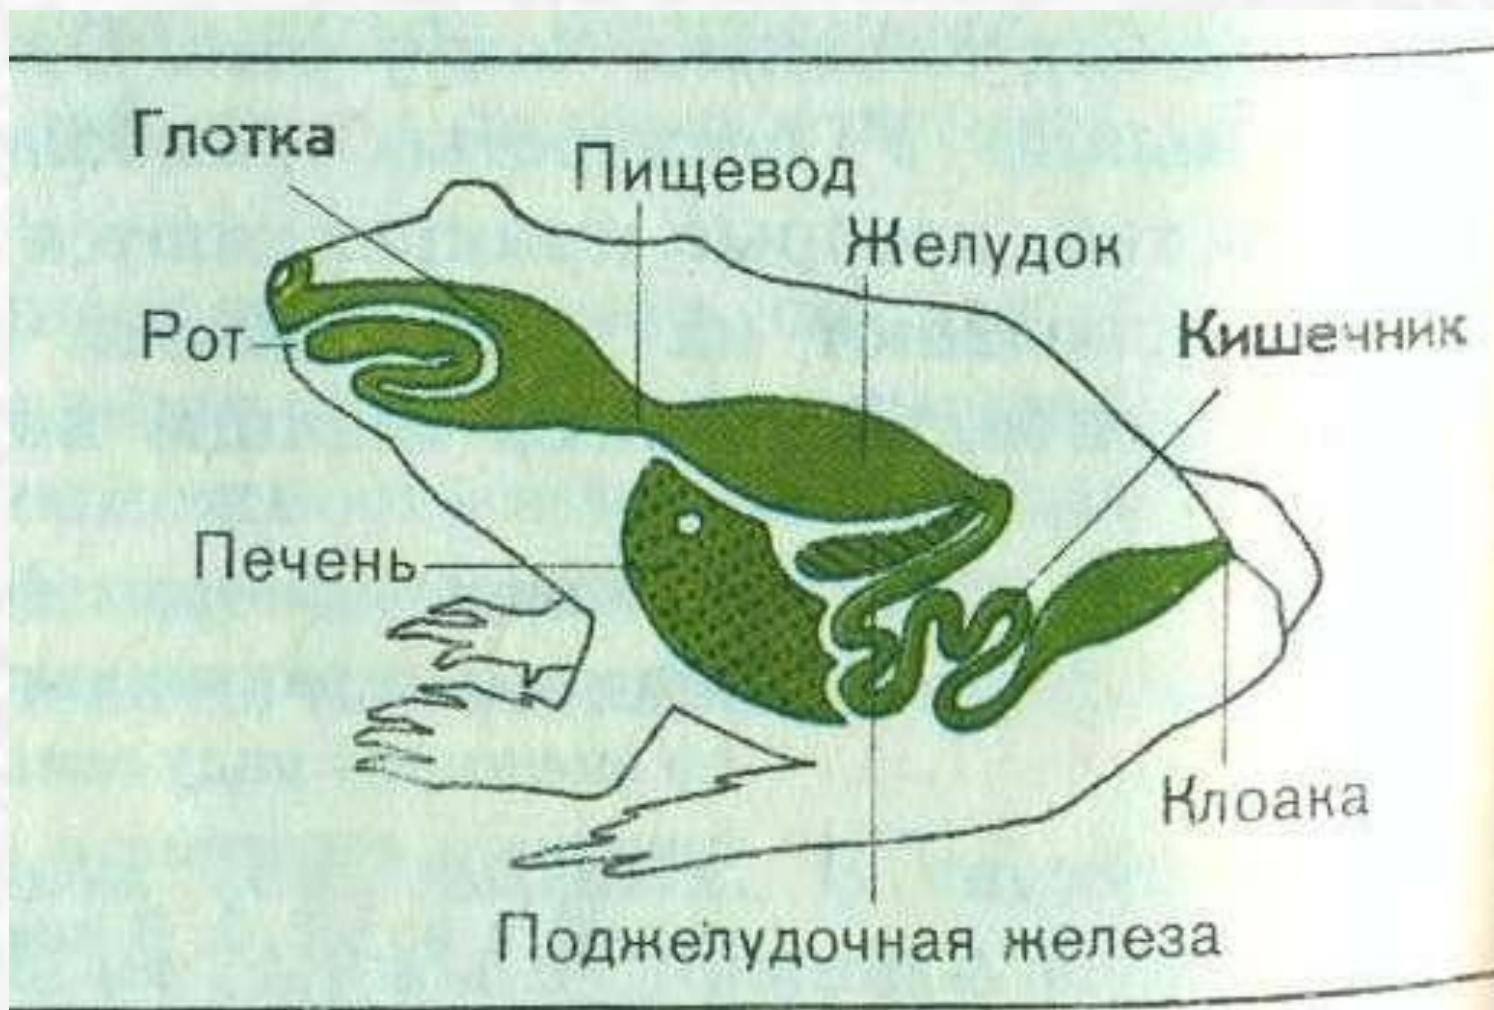 Глотка
Пищевод
Желудок
Рот
Кишечник
Печень
Клоака
Поджелудочная железа